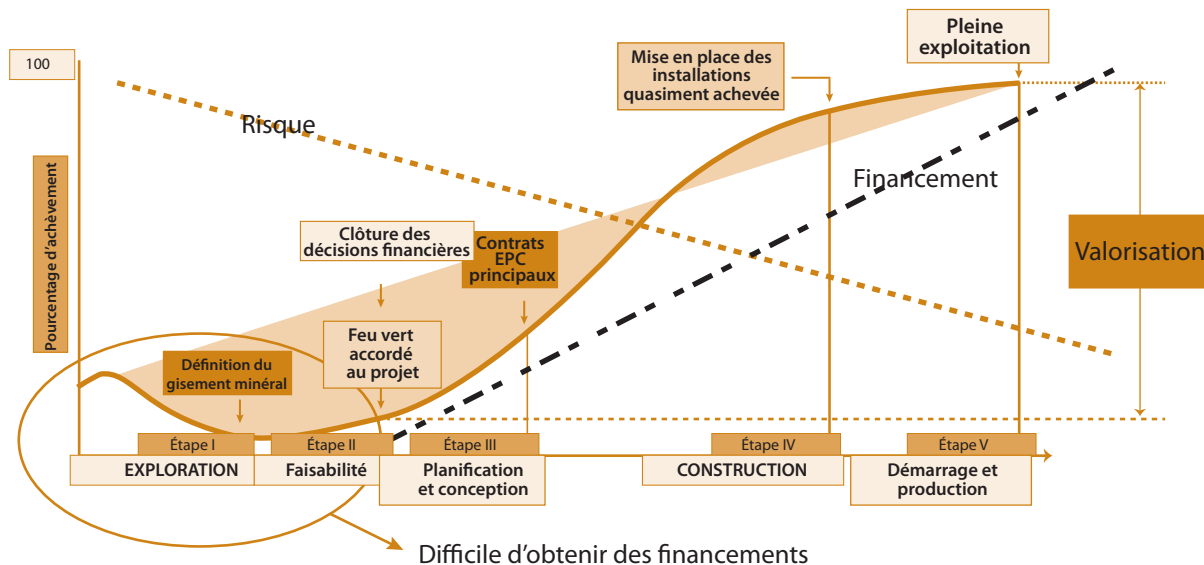 Pleine
exploitation
100
Mise en place des
installations
quasiment achevée
Risque
Financement
Pourcentage d'achèvement
Clôture des
décisions financières
Contrats
EPC
principaux
Valorisation
Feu vert
accordé
au projet
Définition du
gisement minéral
Étape I
Étape II
Étape III
Étape IV
Étape V
EXPLORATION
Faisabilité
Planification
et conception
CONSTRUCTION
Démarrage et
production
Difficile d'obtenir des financements